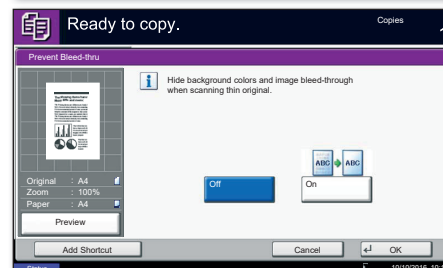 Ready to copy.
Copies
Prevent Bleed-thru
Hide background colors and image bleed-through
when scanning thin original.
ABC ABC
Off
On
Original : A4
Zoom : 100%
Paper : A4
Preview
Add Shortcut
Cancel
OK
Status